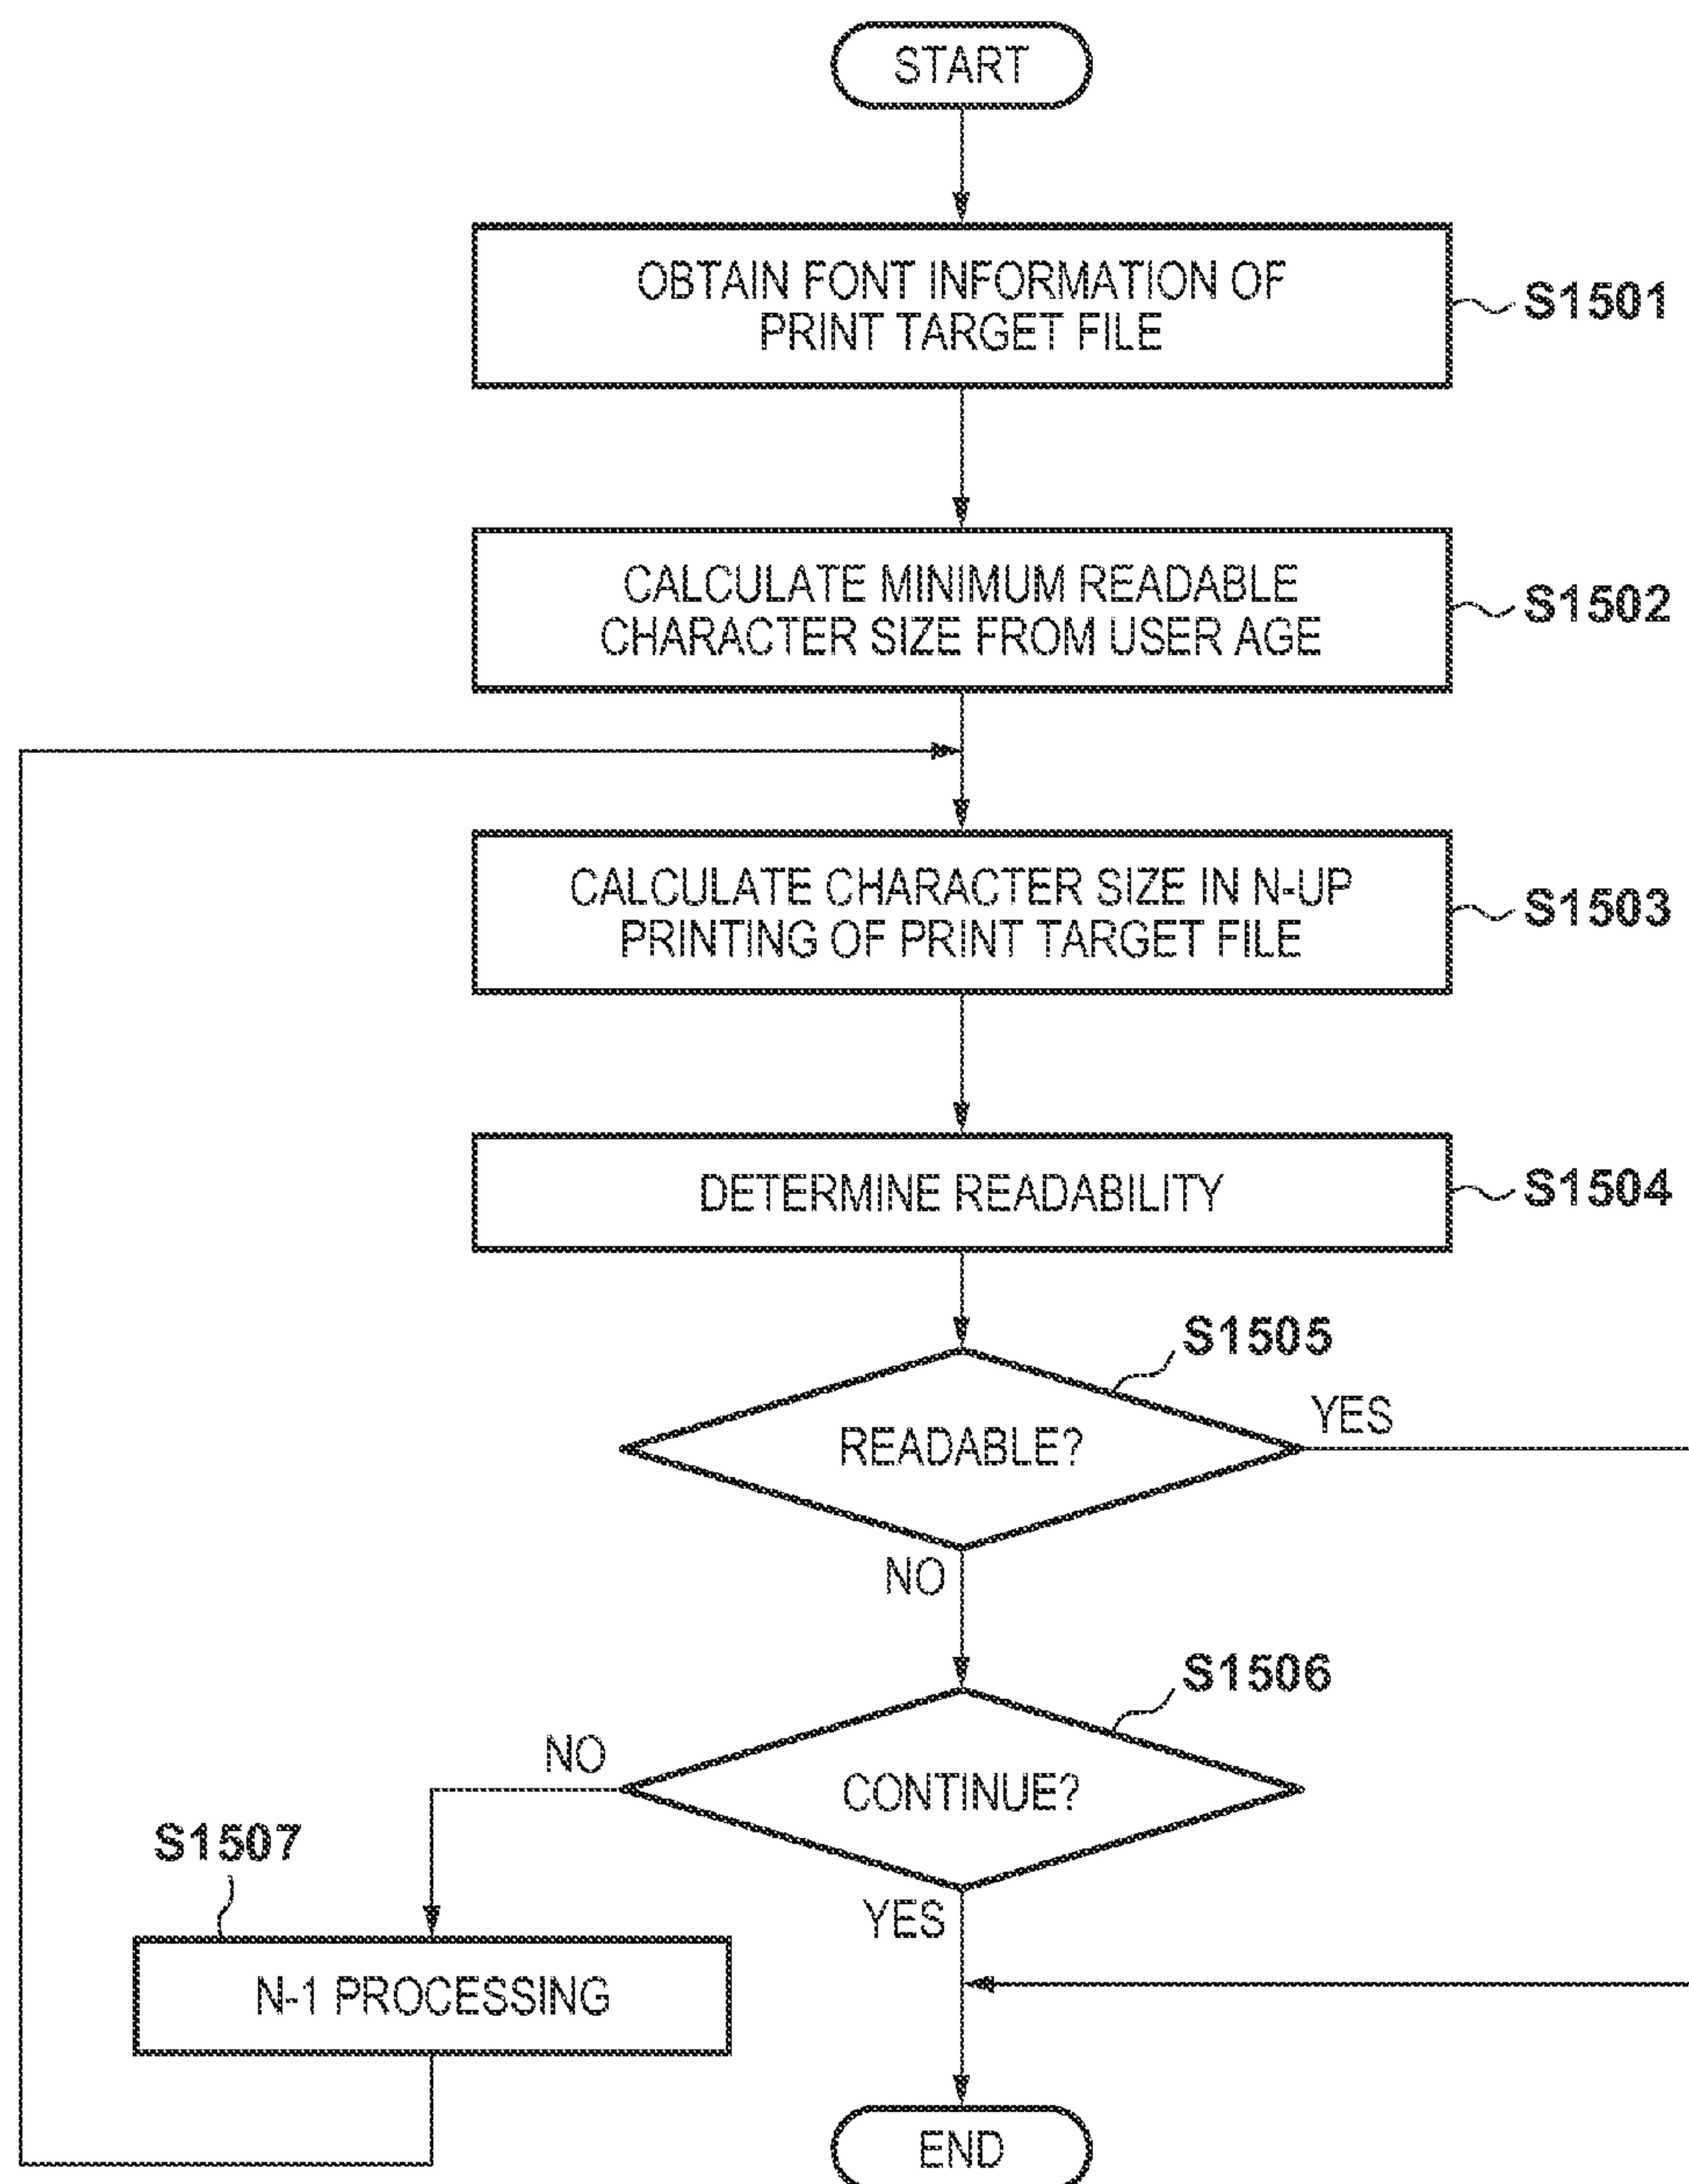 START
OBTAIN FONT INFORMATION OF
PRINT TARGET FILE
S1501
CALCULATE MINIMUM READABLE
CHARACTER SIZE FROM USER AGE
S1502
CALCULATE CHARACTER SIZE IN N-UP
PRINTING OF PRINT TARGET FILE
S1503
DETERMINE READABILITY
S1504
S1505
READABLE?
YES
NO
S1506
CONTINUE?
NO
YES
S1507
N-1 PROCESSING
END